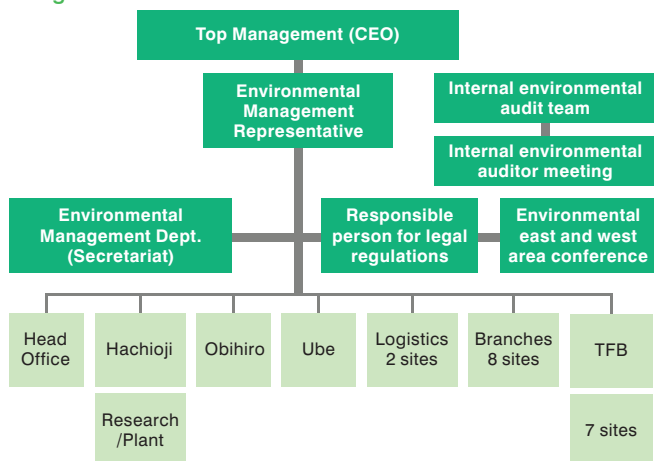 Top Management (CEO)
Environmental
Management
Representative
Internal environmental
audit team
Internal environmental
auditor meeting
Environmental
Management Dept.
(Secretariat)
Responsible
person for legal
regulations
Environmental
east and west
area conference
Head
Office
Hachioji
Obihiro
Ube
Logistics
2 sites
Branches
8 sites
TFB
Research
/Plant
7 sites